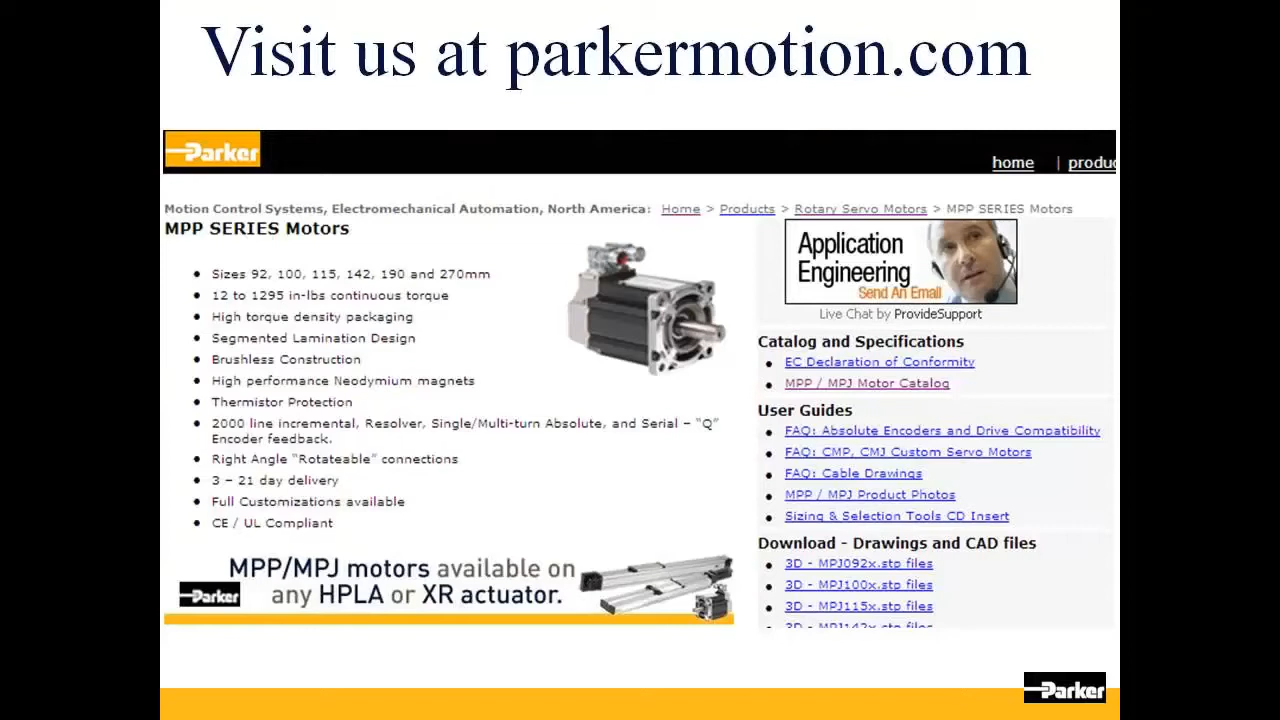 Visit us at parkermotion.com
Parker
home | produc
Motion Control Systems, Electromechanical Automation, North America: Home > Products > Rotary Servo Motors > MPP SERIES Motors
MPP SERIES Motors
• Sizes 92, 100, 115, 142, 190 and 270mm
• 12 to 1295 in-lbs continuous torque
• High torque density packaging
• Segmented Lamination Design
• Brushless Construction
• High performance Neodymium magnets
• Thermistor Protection
• 2000 line incremental, Resolver, Single/Multi-turn Absolute, and Serial – “Q”
Encoder feedback.
• Right Angle “Rotateable” connections
• 3 – 21 day delivery
• Full Customizations available
• CE / UL Compliant
MPP/MPJ motors available on
any HPLA or XR actuator.
Parker
Application
Engineering
Send An Email
Live Chat by ProvideSupport
Catalog and Specifications
• EC Declaration of Conformity
• MPP / MPJ Motor Catalog
User Guides
• FAQ: Absolute Encoders and Drive Compatibility
• FAQ: CMP, CMJ Custom Servo Motors
• FAQ: Cable Drawings
• MPP / MPJ Product Photos
• Sizing & Selection Tools CD Insert
Download - Drawings and CAD files
• 3D - MPJ092x.stp files
• 3D - MPJ100x.stp files
• 3D - MPJ115x.stp files
• 3D - MPJ142x.stp files
Parker